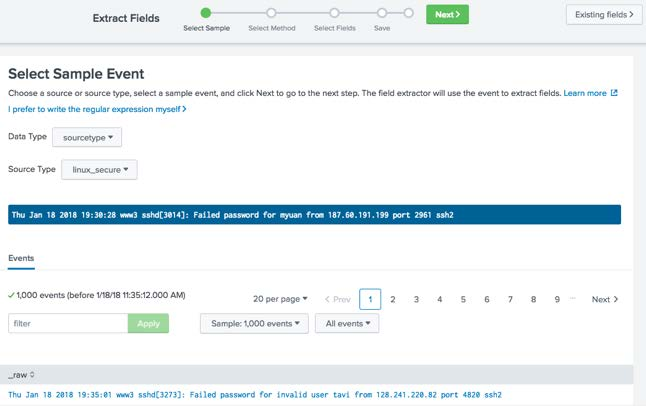 Extract Fields
Select Sample
Select Method
Select Fields
Save
Next >
Existing fields >
Select Sample Event
Choose a source or source type, select a sample event, and click Next to go to the next step. The field extractor will use the event to extract fields. Learn more
I prefer to write the regular expression myself >
Data Type sourcetype
Source Type linux_secure
Thu Jan 18 2018 19:30:28 www3 sshd[3014]: Failed password for myuan from 187.60.191.199 port 2961 ssh2
Events
✓ 1,000 events (before 1/18/18 11:35:12.000 AM)
20 per page < Prev 1 2 3 4 5 6 7 8 9 ... Next >
filter Apply Sample: 1,000 events All events
_raw
Thu Jan 18 2018 19:35:01 www3 sshd[3273]: Failed password for invalid user tavi from 128.241.220.82 port 4820 ssh2